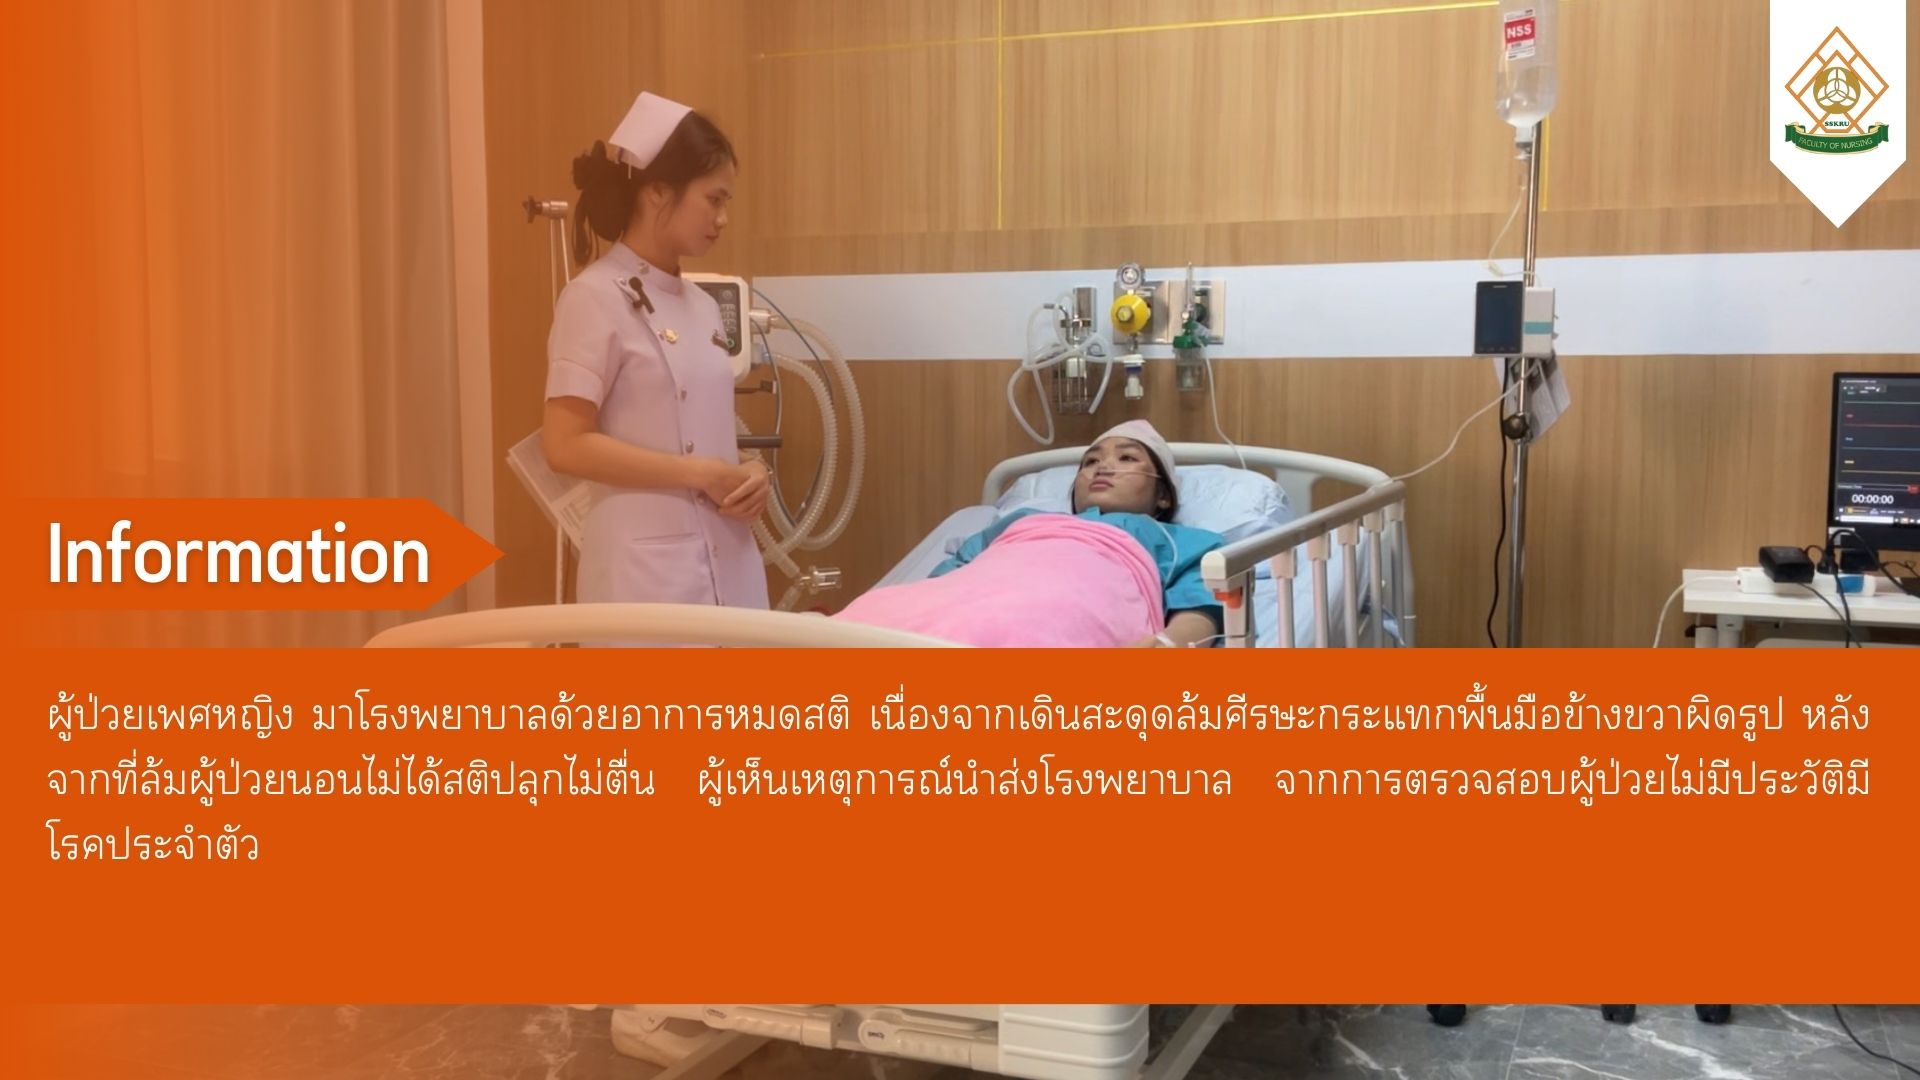 NSS
SSKRU
FACULTY OF NURSING
00:00:00
Information
ผู้ป่วยเพศหญิง มาโรงพยาบาลด้วยอาการหมดสติ เนื่องจากเดินสะดุดล้มศีรษะกระแทกพื้นมือข้างขวาผิดรูป หลัง
จากที่ล้มผู้ป่วยนอนไม่ได้สติปลุกไม่ตื่น ผู้เห็นเหตุการณ์นำส่งโรงพยาบาล จากการตรวจสอบผู้ป่วยไม่มีประวัติมี
โรคประจำตัว